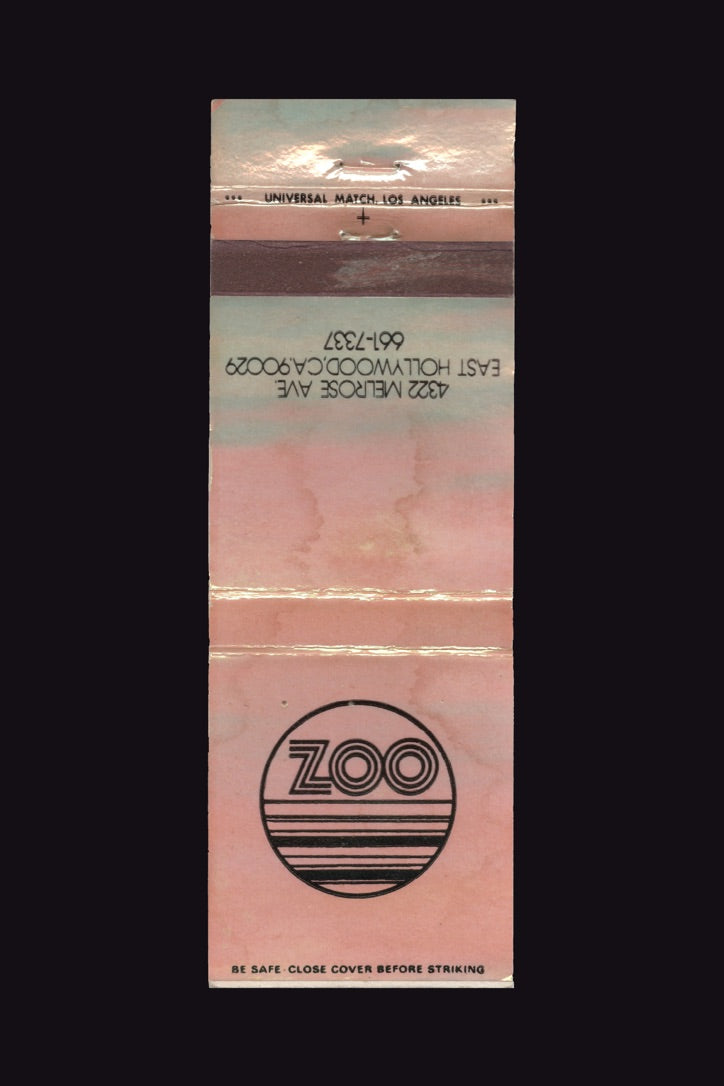 ••• UNIVERSAL MATCH. LOS ANGELES •••
4322 MELROSE AVE.
EAST HOLLYWOOD,CA.90029
661-7337
ZOO
BE SAFE · CLOSE COVER BEFORE STRIKING